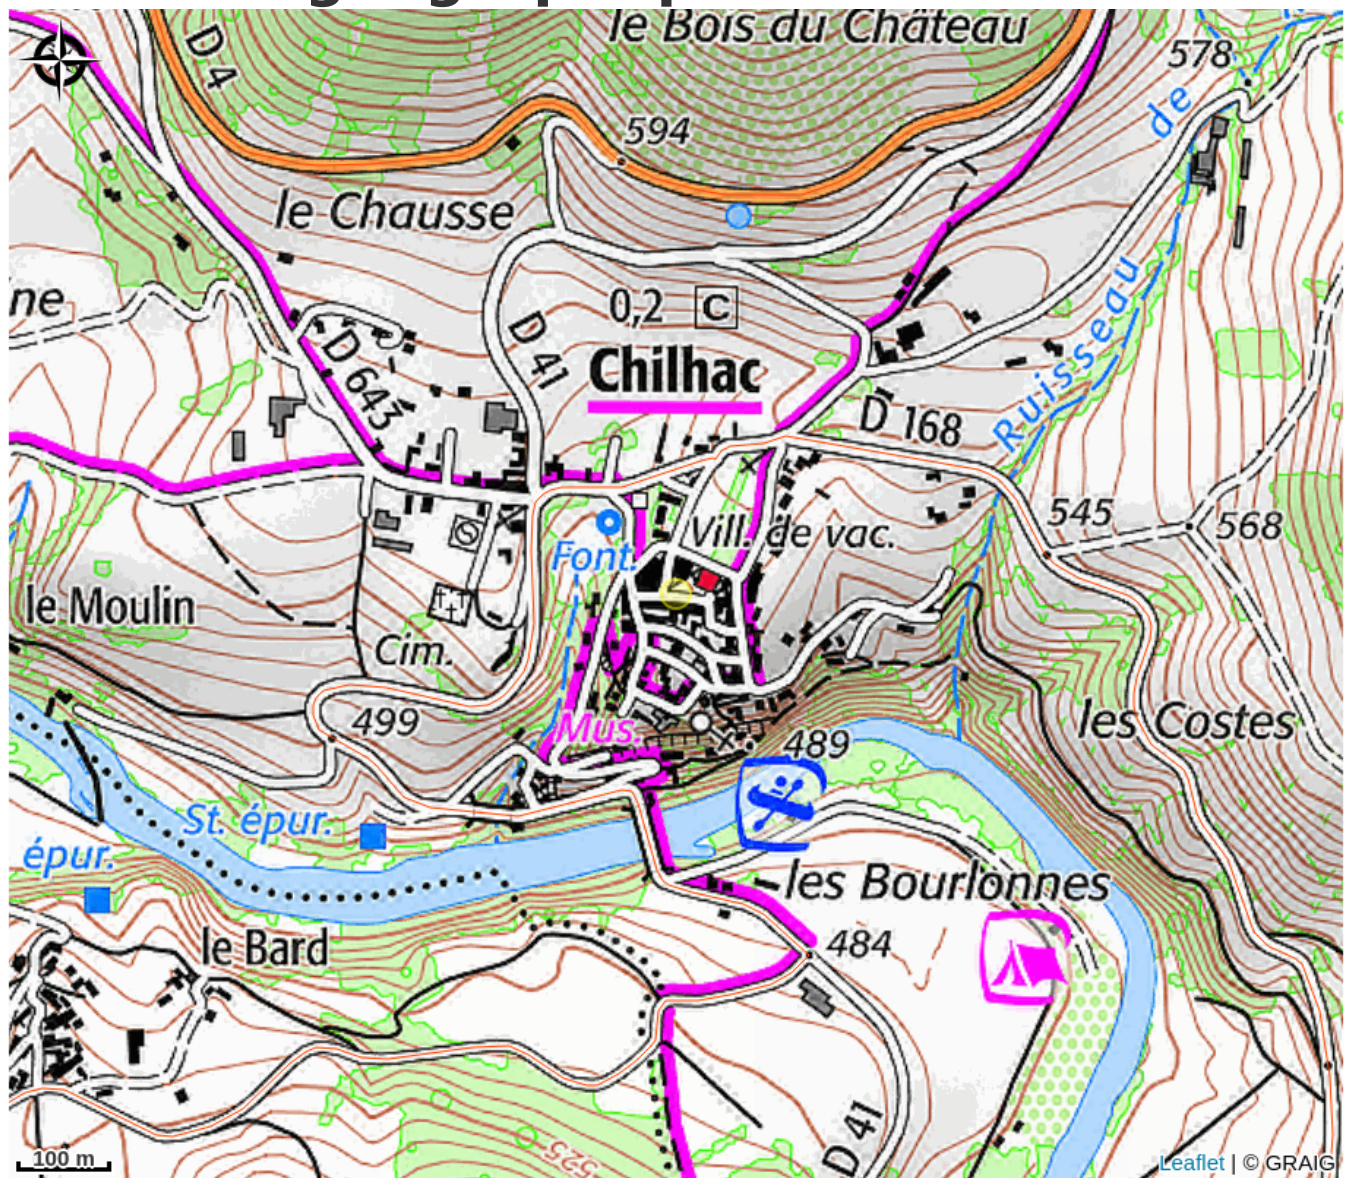 le Bois du Château
578
D 4
de
594
le Chausse
Ruisseau
ne
0,2 C
D 41
Chilhac
D 643
D 168
545
568
Vill. de vac.
Font.
le Moulin
Cim.
499
Mus.
489
les Costes
St. épur.
épur.
les Bourlonnes
le Bard
484
D 41
525
100 m
Leaflet | © GRAIG